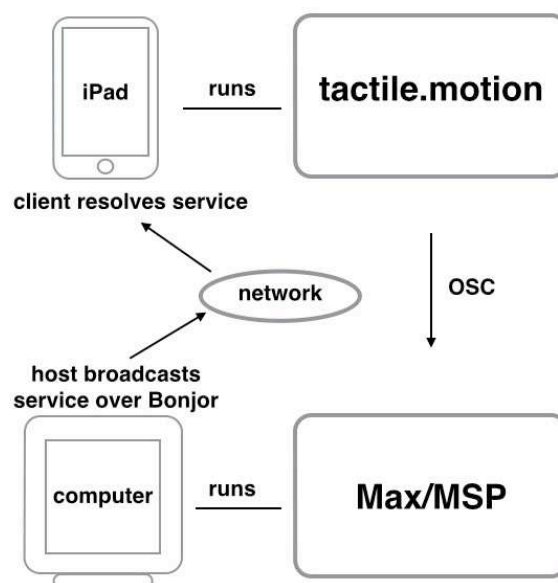 iPad
runs
tactile.motion
client resolves service
network
OSC
host broadcasts
service over Bonjor
computer
runs
Max/MSP